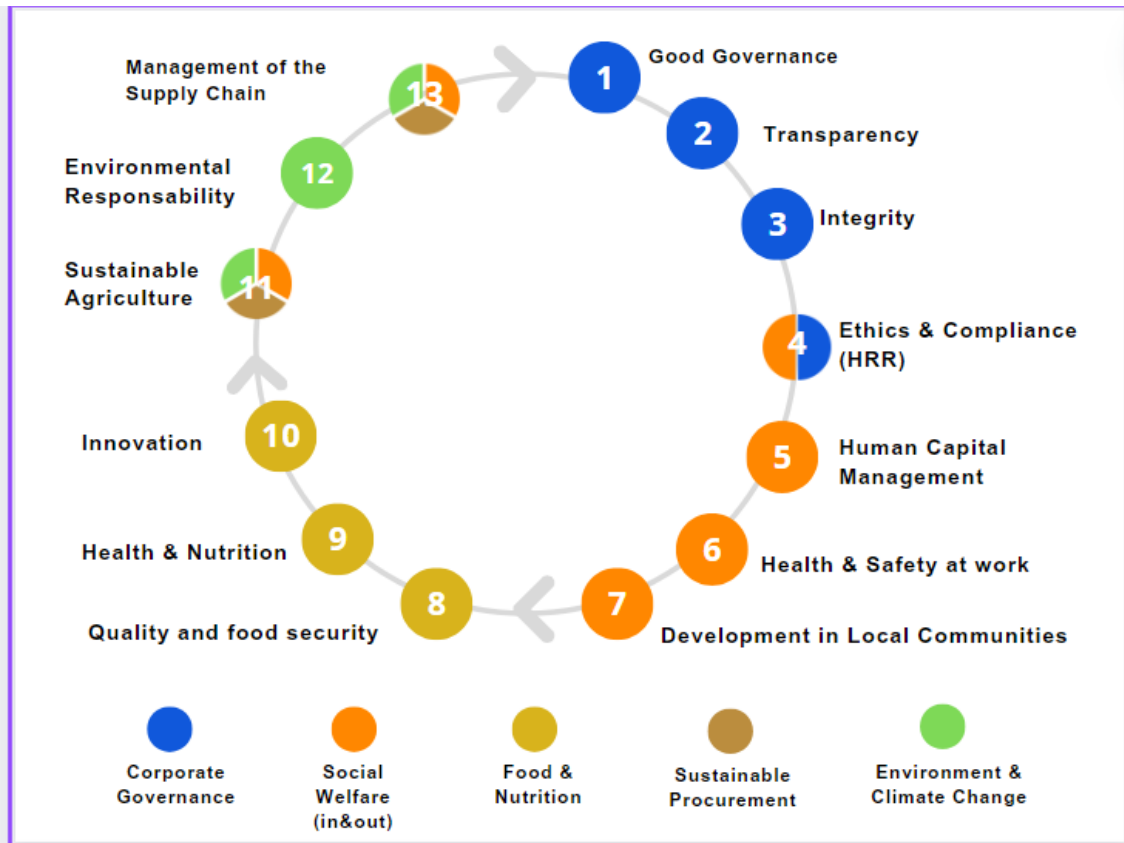 1
Good Governance
2
Transparency
3
Integrity
4
Ethics & Compliance
(HRR)
5
Human Capital
Management
6
Health & Safety at work
7
Development in Local Communities
8
Quality and food security
9
Health & Nutrition
10
Innovation
11
Sustainable
Agriculture
12
Environmental
Responsability
13
Management of the
Supply Chain
Corporate
Governance
Social
Welfare
(in&out)
Food &
Nutrition
Sustainable
Procurement
Environment &
Climate Change